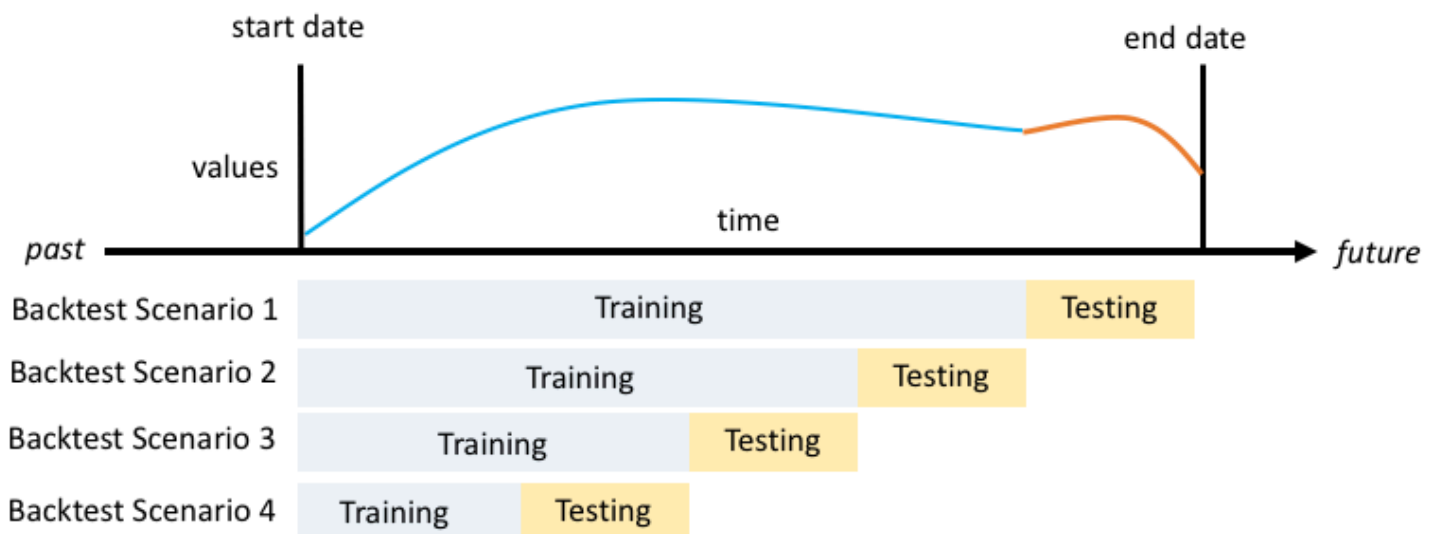 start date
end date
values
time
past
future
Backtest Scenario 1
Training
Testing
Backtest Scenario 2
Training
Testing
Backtest Scenario 3
Training
Testing
Backtest Scenario 4
Training
Testing